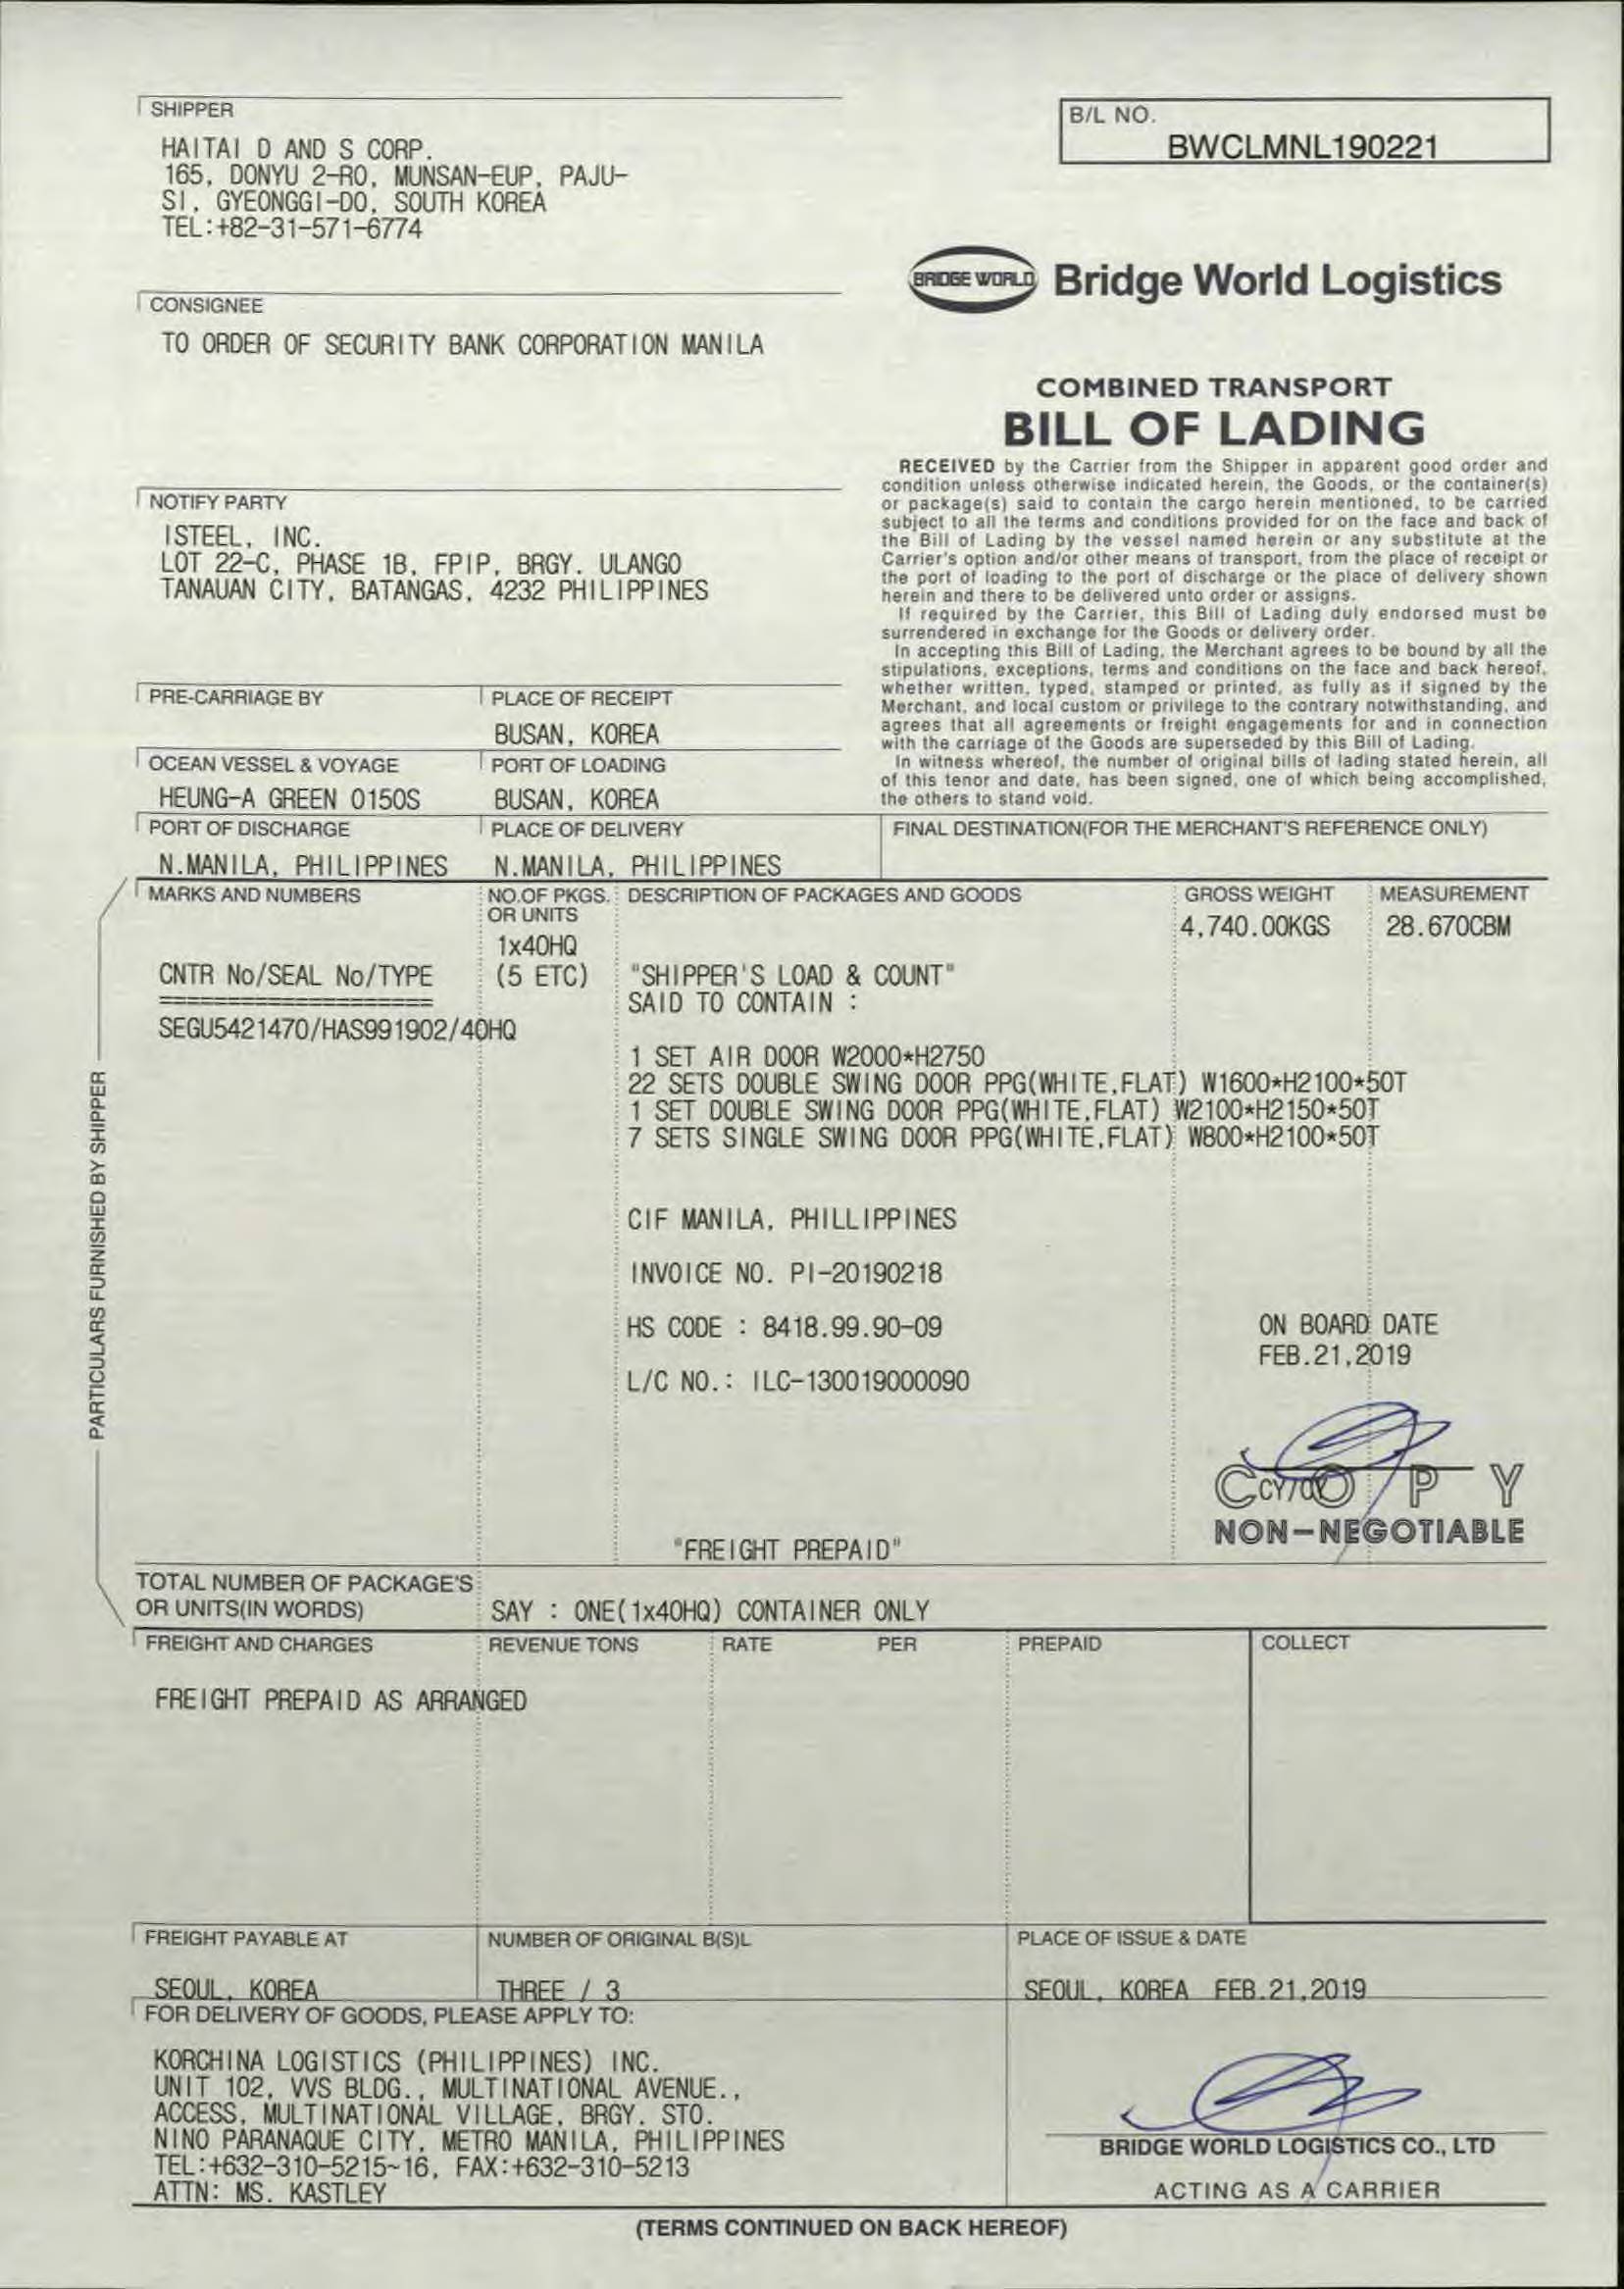 SHIPPER
HAITAI D AND S CORP.
165, DONYU 2-RO, MUNSAN-EUP, PAJU-
SI, GYEONGGI-DO, SOUTH KOREA
TEL:+82-31-571-6774
B/L NO.
BWCLMNL190221
BRIDGE WORLD
Bridge World Logistics
CONSIGNEE
TO ORDER OF SECURITY BANK CORPORATION MANILA
COMBINED TRANSPORT
BILL OF LADING
RECEIVED by the Carrier from the Shipper in apparent good order and
condition unless otherwise indicated herein, the Goods, or the container(s)
or package(s) said to contain the cargo herein mentioned, to be carried
subject to all the terms and conditions provided for on the face and back of
the Bill of Lading by the vessel named herein or any substitute at the
Carrier's option and/or other means of transport, from the place of receipt or
the port of loading to the port of discharge or the place of delivery shown
herein and there to be delivered unto order or assigns.
If required by the Carrier, this Bill of Lading duly endorsed must be
surrendered in exchange for the Goods or delivery order.
In accepting this Bill of Lading, the Merchant agrees to be bound by all the
stipulations, exceptions, terms and conditions on the face and back hereof,
whether written, typed, stamped or printed, as fully as if signed by the
Merchant, and local custom or privilege to the contrary notwithstanding, and
agrees that all agreements or freight engagements for and in connection
with the carriage of the Goods are superseded by this Bill of Lading.
In witness whereof, the number of original bills of lading stated herein, all
of this tenor and date, has been signed, one of which being accomplished,
the others to stand void.
NOTIFY PARTY
ISTEEL, INC.
LOT 22-C, PHASE 1B, FPIP, BRGY. ULANGO
TANAUAN CITY, BATANGAS, 4232 PHILIPPINES
PRE-CARRIAGE BY
PLACE OF RECEIPT
BUSAN, KOREA
OCEAN VESSEL & VOYAGE
PORT OF LOADING
HEUNG-A GREEN 0150S
BUSAN, KOREA
PORT OF DISCHARGE
PLACE OF DELIVERY
FINAL DESTINATION(FOR THE MERCHANT'S REFERENCE ONLY)
N.MANILA, PHILIPPINES
N.MANILA, PHILIPPINES
PARTICULARS FURNISHED BY SHIPPER
MARKS AND NUMBERS
NO.OF PKGS.
OR UNITS
DESCRIPTION OF PACKAGES AND GOODS
GROSS WEIGHT
MEASUREMENT
4,740.00KGS
28.670CBM
1x40HQ
(5 ETC)
CNTR No/SEAL No/TYPE
====================
SEGU5421470/HAS991902/40HQ
"SHIPPER'S LOAD & COUNT"
SAID TO CONTAIN :
1 SET AIR DOOR W2000*H2750
22 SETS DOUBLE SWING DOOR PPG(WHITE,FLAT) W1600*H2100*50T
1 SET DOUBLE SWING DOOR PPG(WHITE,FLAT) W2100*H2150*50T
7 SETS SINGLE SWING DOOR PPG(WHITE,FLAT) W800*H2100*50T
CIF MANILA, PHILLIPPINES
INVOICE NO. PI-20190218
HS CODE : 8418.99.90-09
L/C NO.: ILC-130019000090
ON BOARD DATE
FEB.21,2019
CY/CY
COPY
NON-NEGOTIABLE
"FREIGHT PREPAID"
TOTAL NUMBER OF PACKAGE'S
OR UNITS(IN WORDS)
SAY : ONE(1x40HQ) CONTAINER ONLY
FREIGHT AND CHARGES
REVENUE TONS
RATE
PER
PREPAID
COLLECT
FREIGHT PREPAID AS ARRANGED
FREIGHT PAYABLE AT
NUMBER OF ORIGINAL B(S)L
PLACE OF ISSUE & DATE
SEOUL, KOREA
THREE / 3
SEOUL, KOREA FEB.21,2019
FOR DELIVERY OF GOODS, PLEASE APPLY TO:
KORCHINA LOGISTICS (PHILIPPINES) INC.
UNIT 102, VVS BLDG., MULTINATIONAL AVENUE.,
ACCESS, MULTINATIONAL VILLAGE, BRGY. STO.
NINO PARANAQUE CITY, METRO MANILA, PHILIPPINES
TEL:+632-310-5215~16, FAX:+632-310-5213
ATTN: MS. KASTLEY
BRIDGE WORLD LOGISTICS CO., LTD
ACTING AS A CARRIER
(TERMS CONTINUED ON BACK HEREOF)